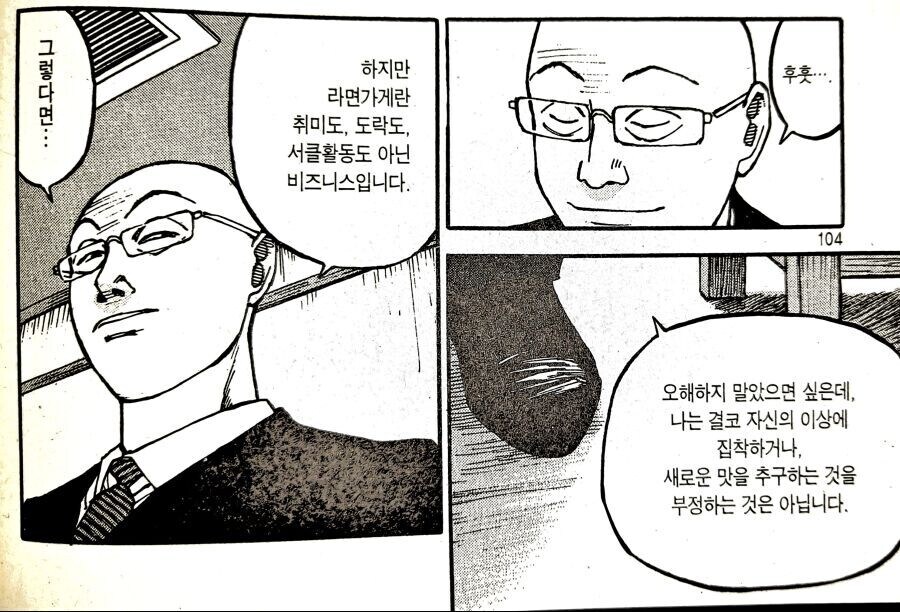 후훗….
104
오해하지 말았으면 싶은데,
나는 결코 자신의 이상에
집착하거나,
새로운 맛을 추구하는 것을
부정하는 것은 아닙니다.
하지만
라면가게란
취미도, 도락도,
서클활동도 아닌
비즈니스입니다.
그렇다면…